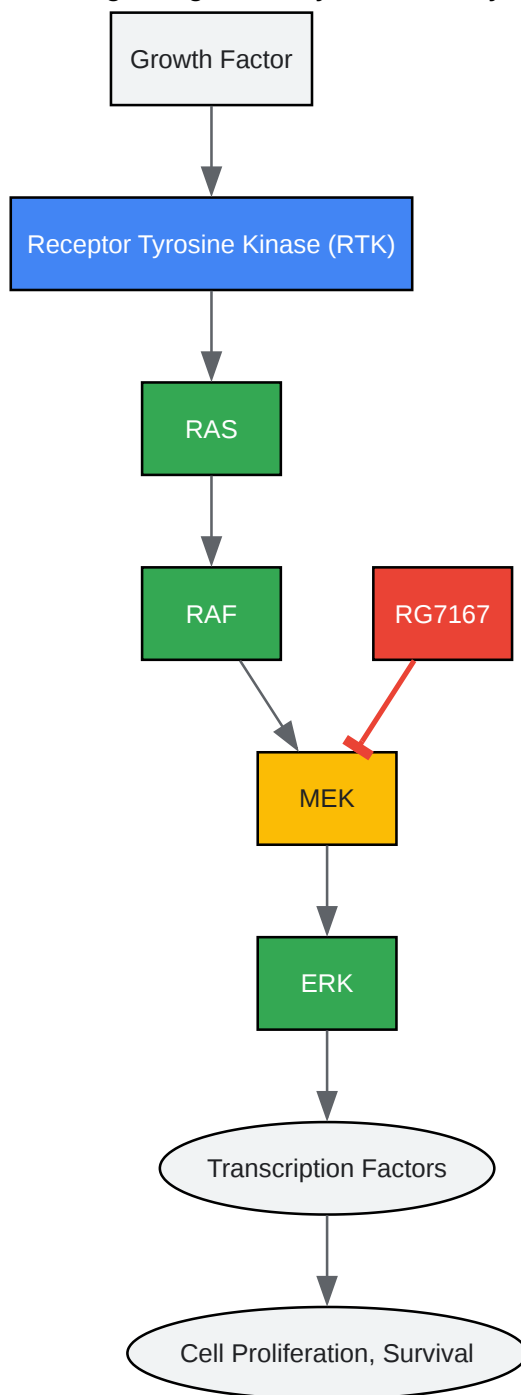 Growth Factor
Receptor Tyrosine Kinase (RTK)
RAS
RAF
RG7167
MEK
ERK
Transcription Factors
Cell Proliferation, Survival